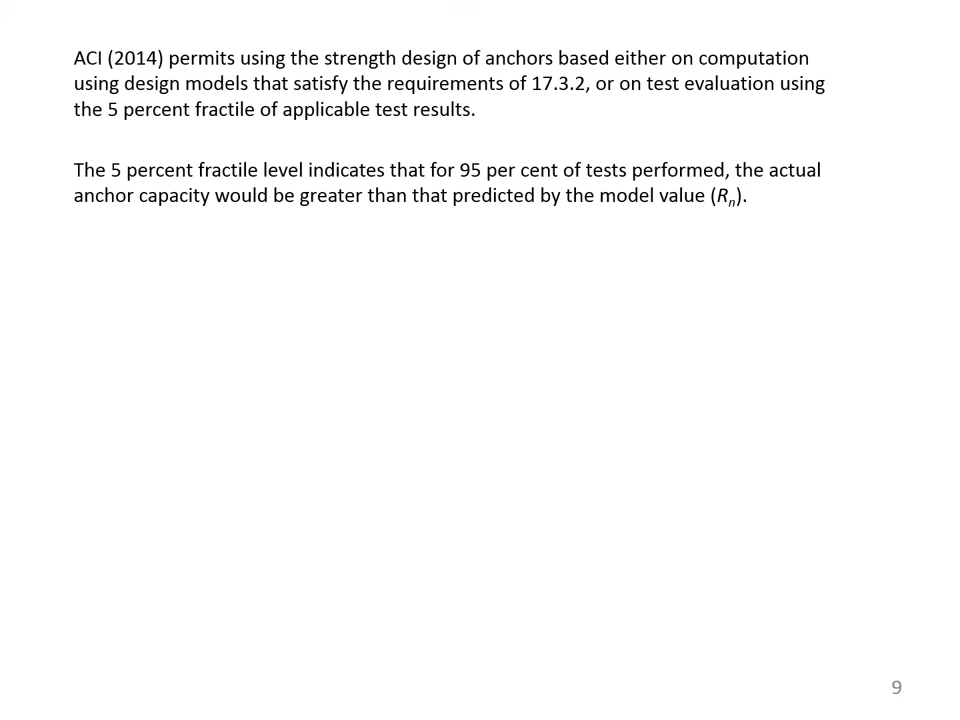 ACI (2014) permits using the strength design of anchors based either on computation
using design models that satisfy the requirements of 17.3.2, or on test evaluation using
the 5 percent fractile of applicable test results.
The 5 percent fractile level indicates that for 95 per cent of tests performed, the actual
anchor capacity would be greater than that predicted by the model value (Rn).
9